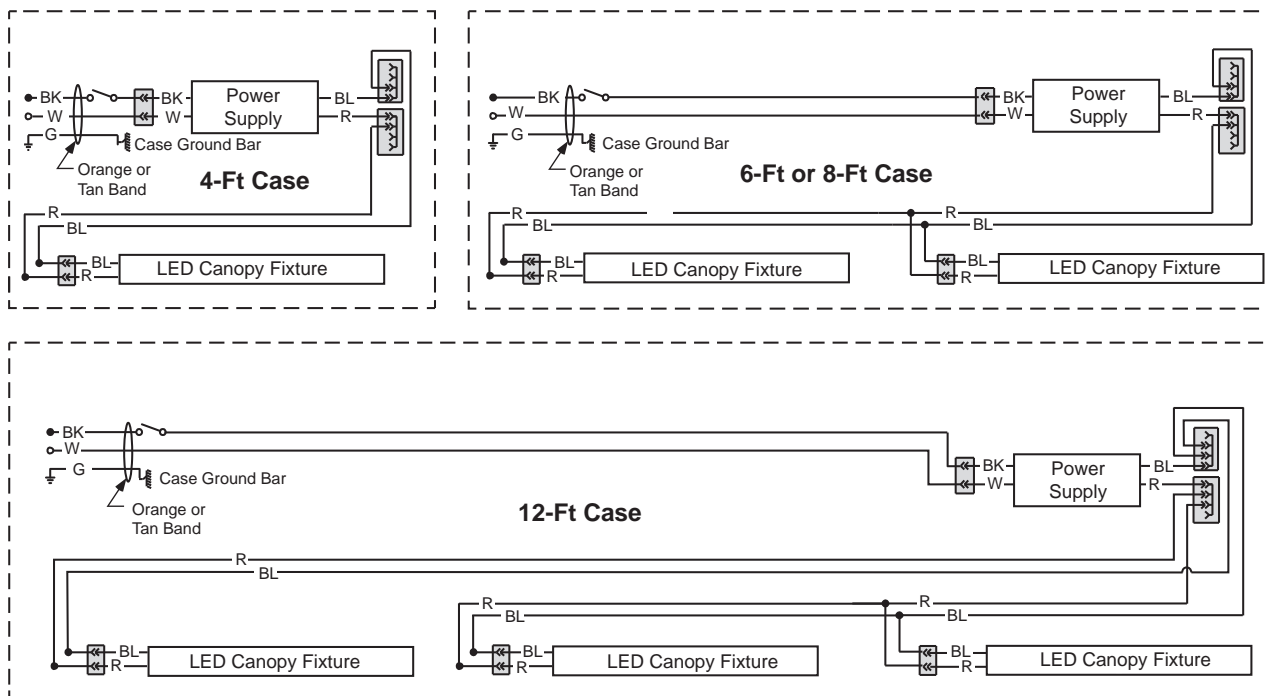 BK
W
G
BK
W
Power
Supply
BL
R
Case Ground Bar
Orange or
Tan Band
4-Ft Case
R
BL
BL
R
LED Canopy Fixture
BK
W
G
BK
W
Power
Supply
BL
R
Case Ground Bar
Orange or
Tan Band
6-Ft or 8-Ft Case
R
BL
R
BL
BL
R
LED Canopy Fixture
BL
R
LED Canopy Fixture
BK
W
G
BK
W
Power
Supply
BL
R
Case Ground Bar
Orange or
Tan Band
12-Ft Case
R
BL
R
BL
R
BL
BL
R
LED Canopy Fixture
BL
R
LED Canopy Fixture
BL
R
LED Canopy Fixture